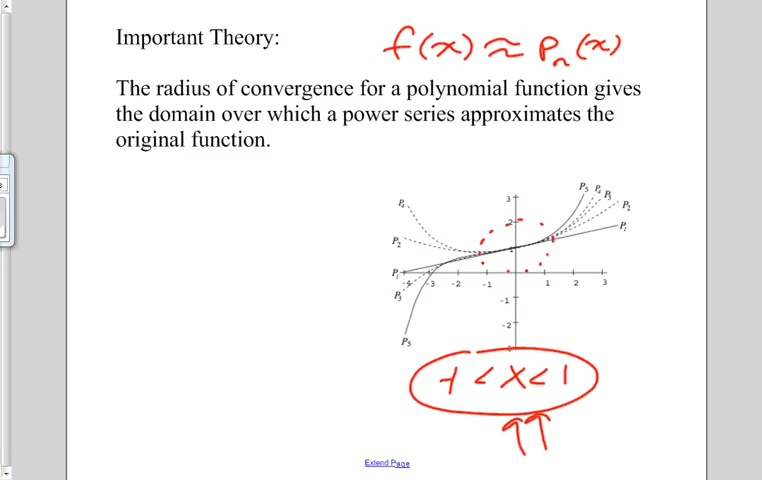 Important Theory:
f(x) ≈ Pn(x)
The radius of convergence for a polynomial function gives
the domain over which a power series approximates the
original function.
P4
P2
P1
P3
P5
P5 P4 P3 P2 P1
3
2
1
-4 -3 -2 -1 1 2 3
-1
-2
-1 < x < 1
Extend Page